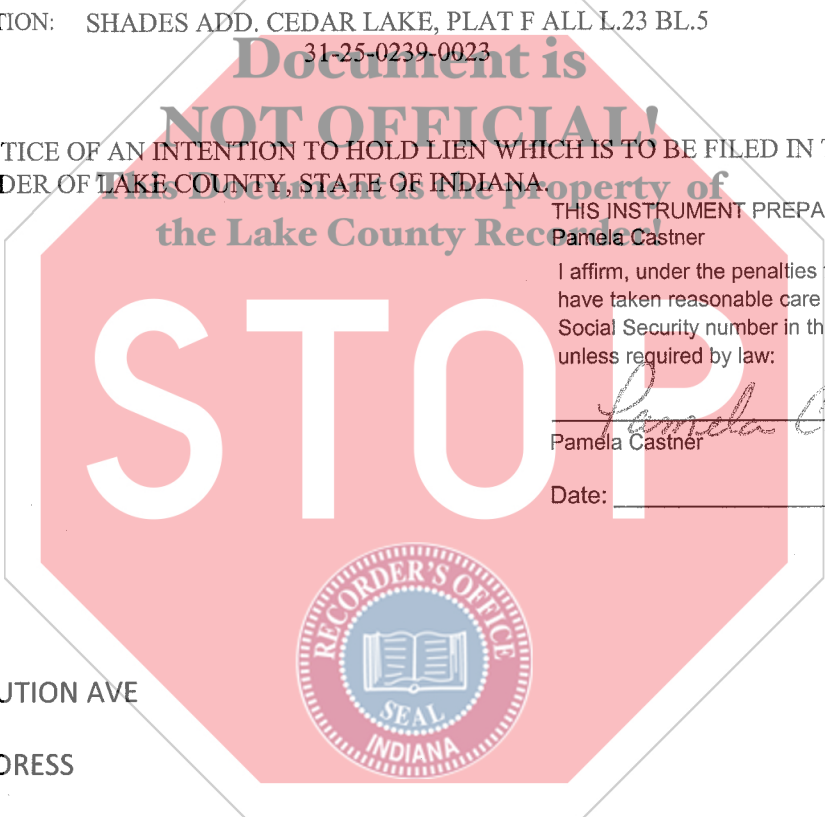 TION: SHADES ADD. CEDAR LAKE, PLAT F ALL L.23 BL.5
31-25-0239-0023
Document is
NOT OFFICIAL!
TICE OF AN INTENTION TO HOLD LIEN WHICH IS TO BE FILED IN T
DER OF LAKE COUNTY, STATE OF INDIANA.
This Document is the property of
the Lake County Recorder!
THIS INSTRUMENT PREPA
Pamela Castner
I affirm, under the penalties
have taken reasonable care
Social Security number in th
unless required by law:
Pamela C
Pamela Castner
Date:
STOP
RECORDER'S OFFICE
SEAL
INDIANA
UTION AVE
DRESS